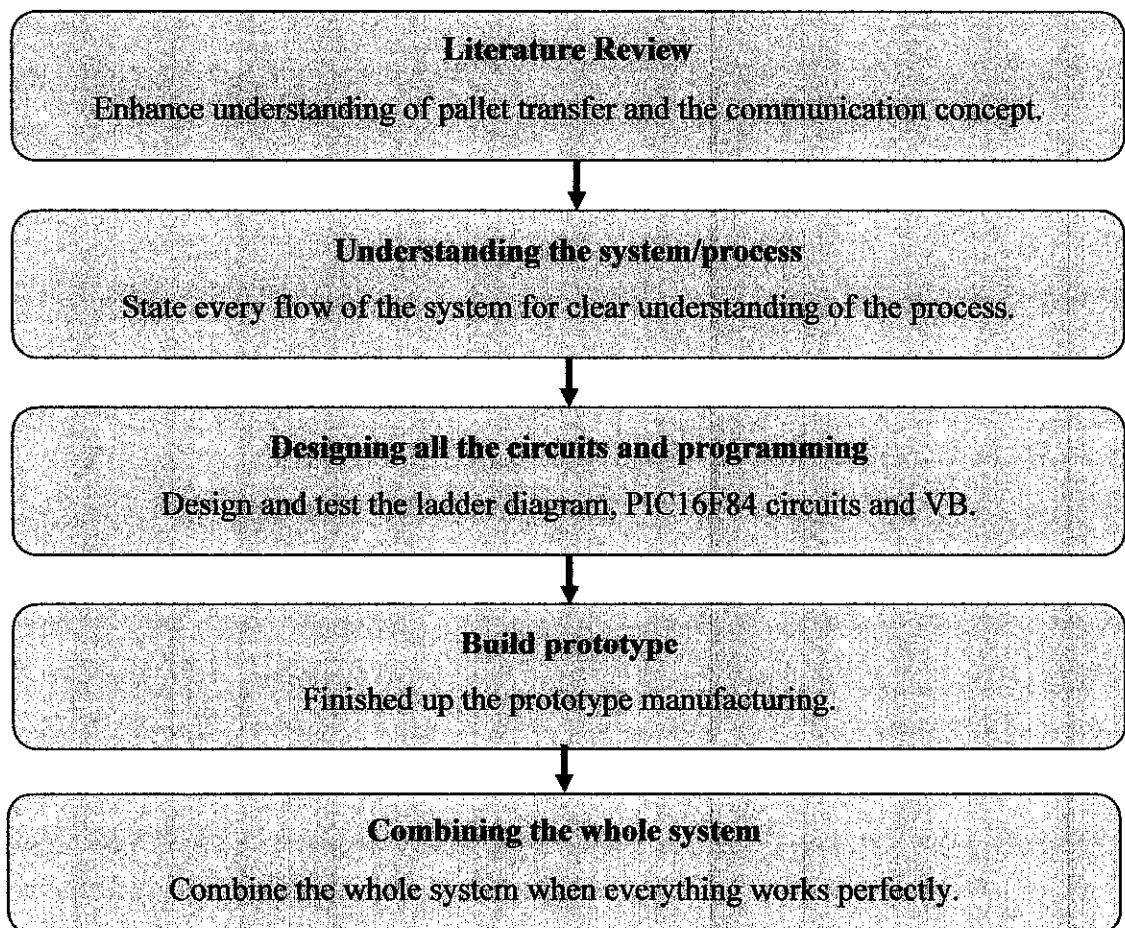 Literature Review
Enhance understanding of pallet transfer and the communication concept.
Understanding the system/process
State every flow of the system for clear understanding of the process.
Designing all the circuits and programming
Design and test the ladder diagram, PIC16F84 circuits and VB.
Build prototype
Finished up the prototype manufacturing.
Combining the whole system
Combine the whole system when everything works perfectly.